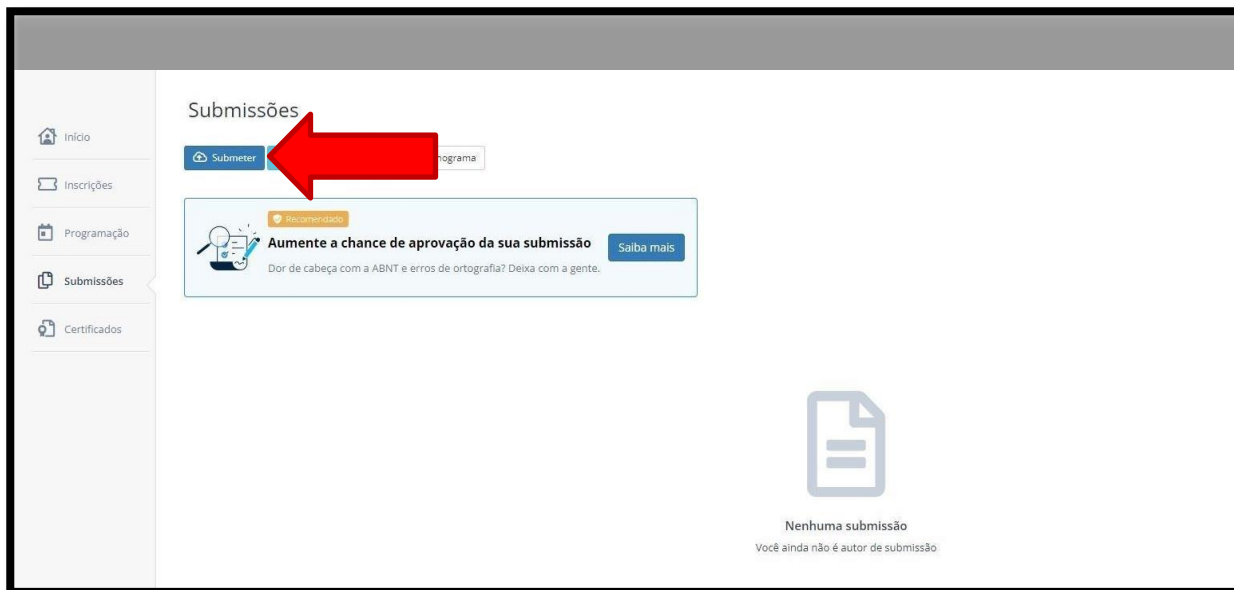 Submissões
Início
Inscrições
Programação
Submissões
Certificados
Submeter
Recomendado
Aumente a chance de aprovação da sua submissão
Dor de cabeça com a ABNT e erros de ortografia? Deixa com a gente.
Saiba mais
Nenhuma submissão
Você ainda não é autor de submissão